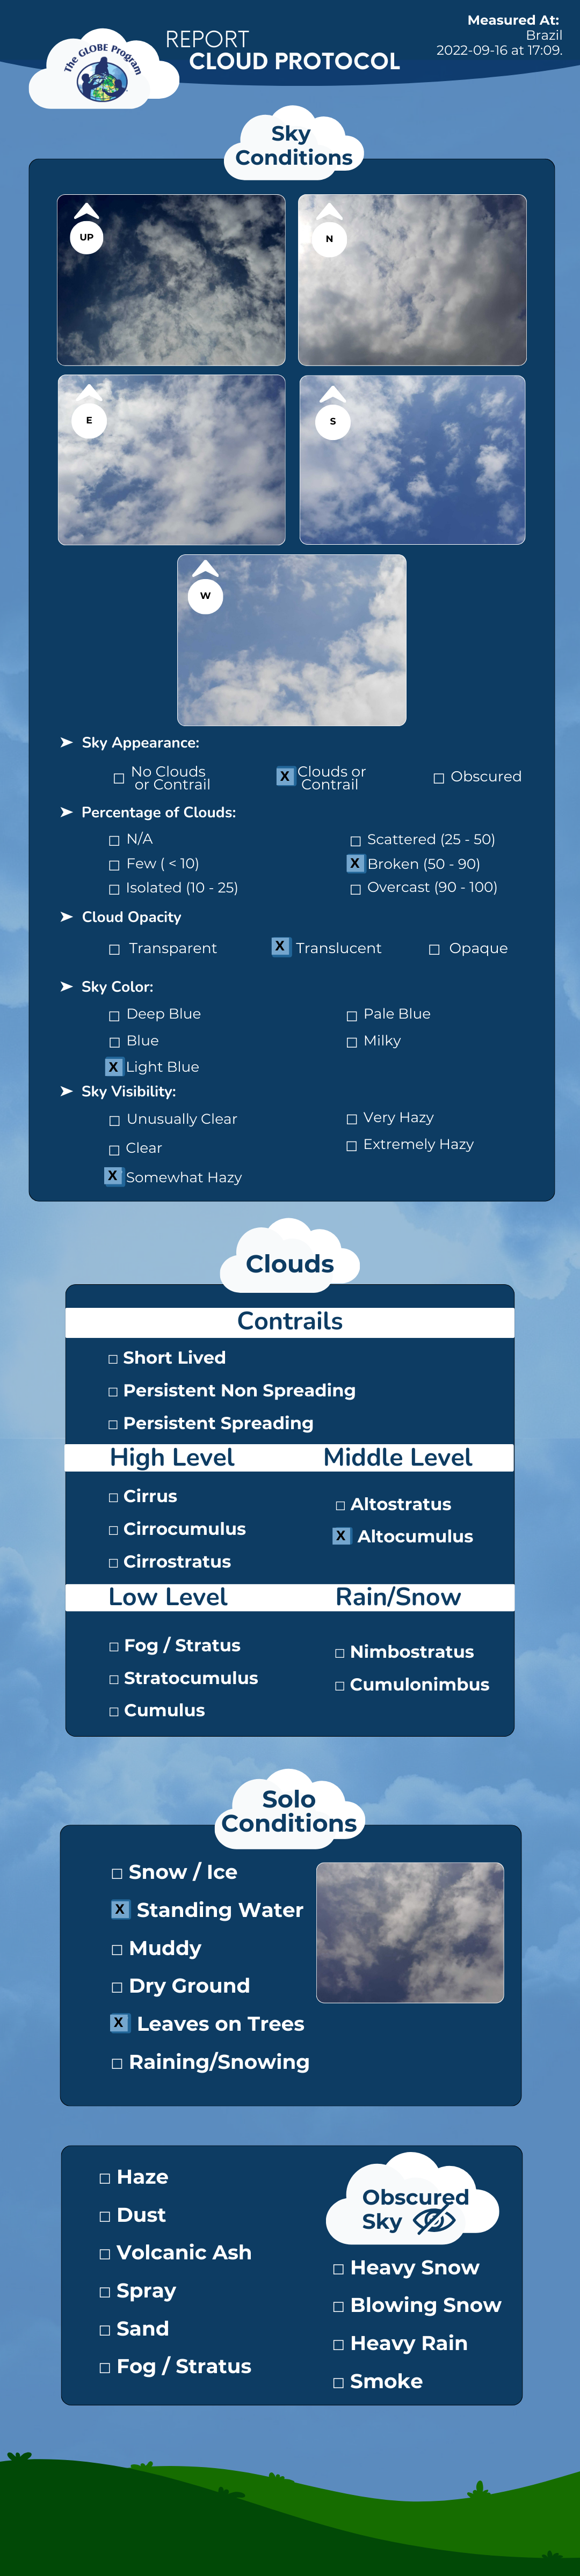 The GLOBE Program
REPORT
CLOUD PROTOCOL
Measured At:
Brazil
2022-09-16 at 17:09.
Sky
Conditions
UP
N
E
S
W
➤ Sky Appearance:
☐ No Clouds or Contrail
X Clouds or Contrail
☐ Obscured
➤ Percentage of Clouds:
☐ N/A
☐ Few ( < 10)
☐ Isolated (10 - 25)
☐ Scattered (25 - 50)
X Broken (50 - 90)
☐ Overcast (90 - 100)
➤ Cloud Opacity
☐ Transparent
X Translucent
☐ Opaque
➤ Sky Color:
☐ Deep Blue
☐ Blue
X Light Blue
☐ Pale Blue
☐ Milky
➤ Sky Visibility:
☐ Unusually Clear
☐ Clear
X Somewhat Hazy
☐ Very Hazy
☐ Extremely Hazy
Clouds
Contrails
☐ Short Lived
☐ Persistent Non Spreading
☐ Persistent Spreading
High Level
☐ Cirrus
☐ Cirrocumulus
☐ Cirrostratus
Middle Level
☐ Altostratus
X Altocumulus
Low Level
☐ Fog / Stratus
☐ Stratocumulus
☐ Cumulus
Rain/Snow
☐ Nimbostratus
☐ Cumulonimbus
Solo
Conditions
☐ Snow / Ice
X Standing Water
☐ Muddy
☐ Dry Ground
X Leaves on Trees
☐ Raining/Snowing
☐ Haze
☐ Dust
☐ Volcanic Ash
☐ Spray
☐ Sand
☐ Fog / Stratus
Obscured
Sky
☐ Heavy Snow
☐ Blowing Snow
☐ Heavy Rain
☐ Smoke